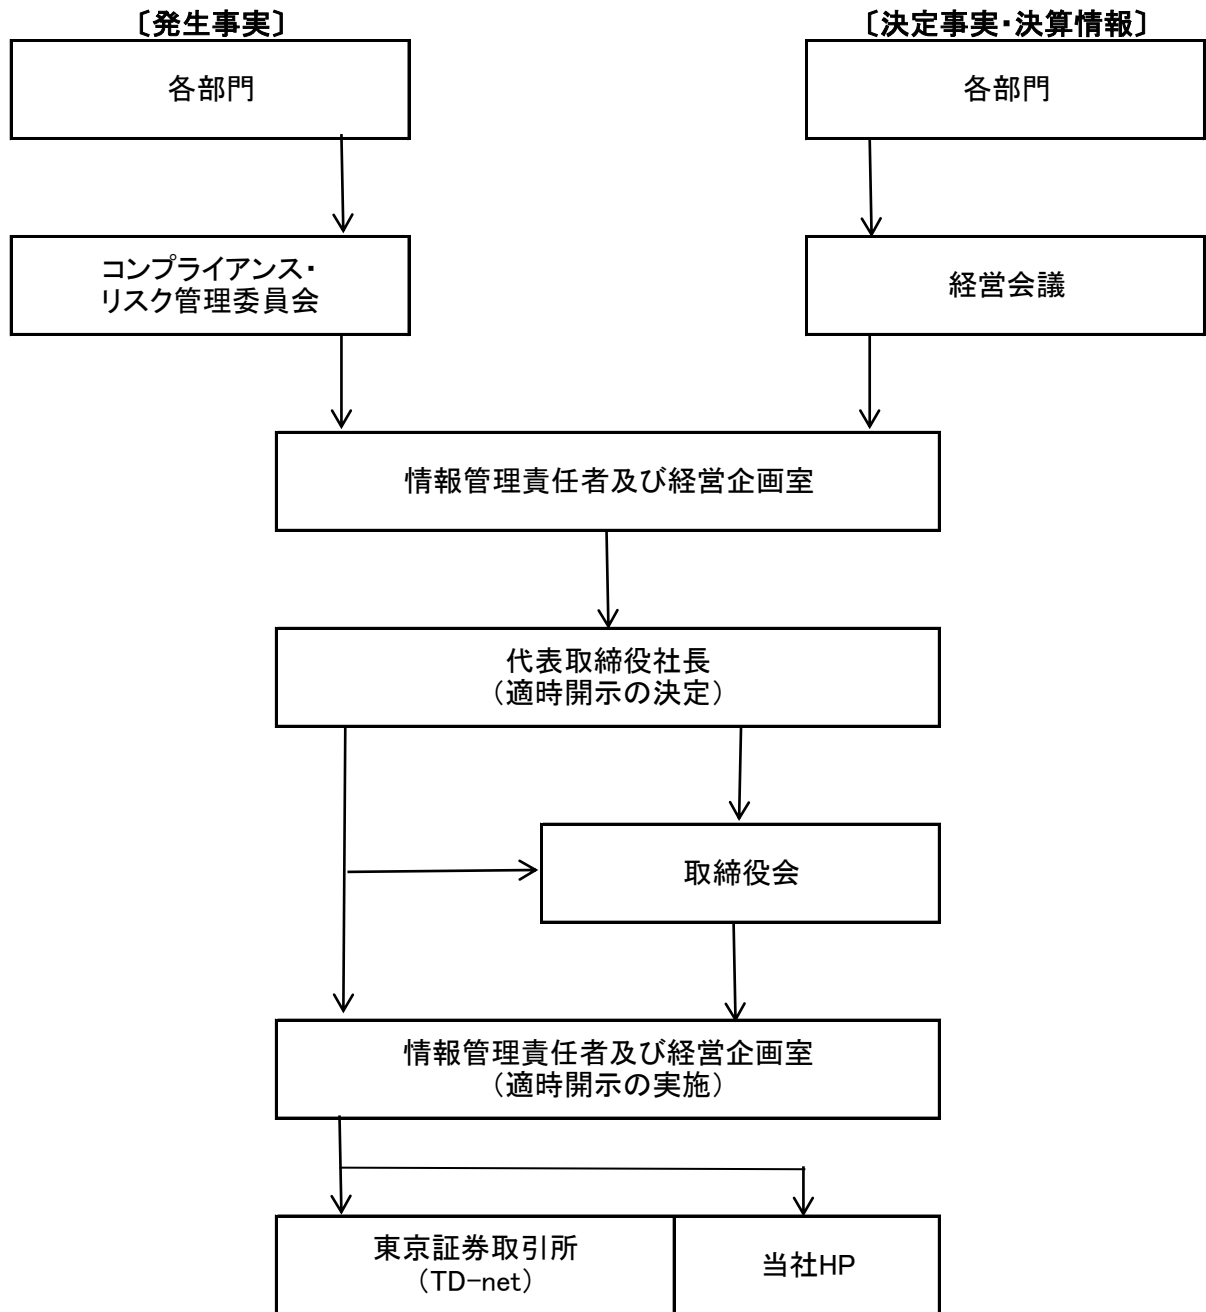 〔発生事実〕
〔決定事実・決算情報〕
各部門
各部門
コンプライアンス・
リスク管理委員会
経営会議
情報管理責任者及び経営企画室
代表取締役社長
（適時開示の決定）
取締役会
情報管理責任者及び経営企画室
（適時開示の実施）
東京証券取引所
（TD-net）
当社HP